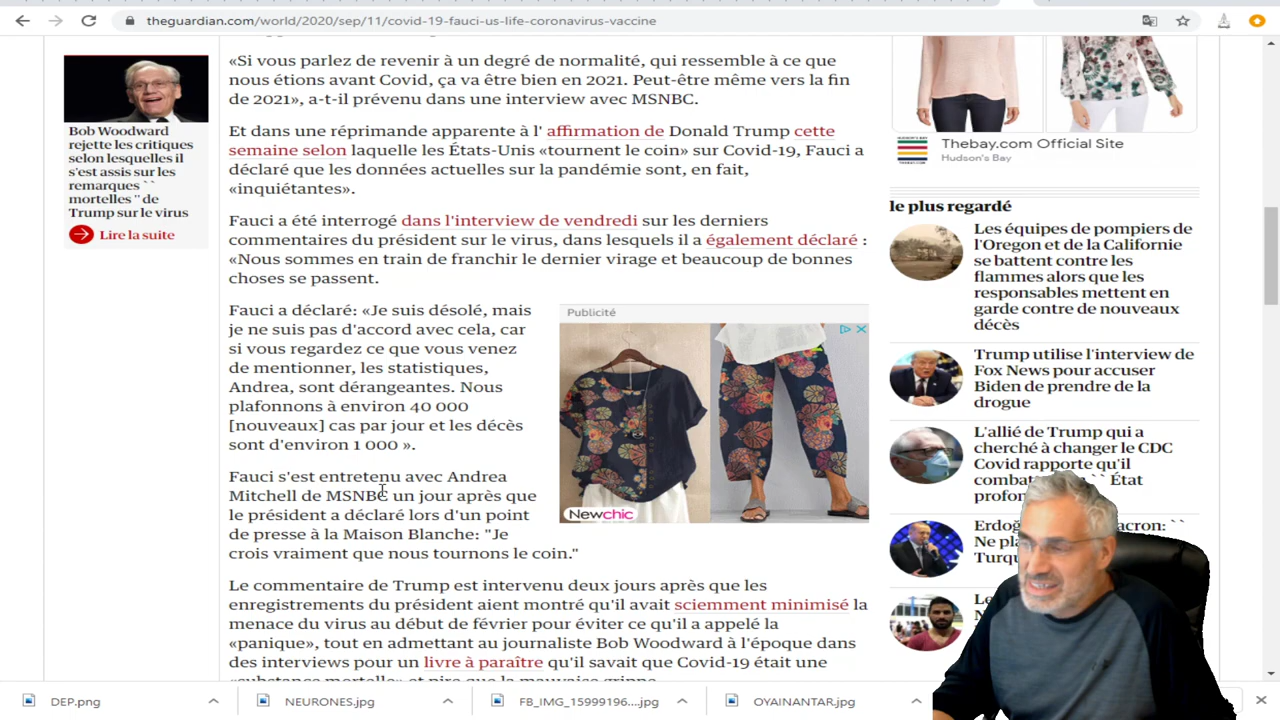 theguardian.com/world/2020/sep/11/covid-19-fauci-us-life-coronavirus-vaccine
Bob Woodward
rejette les critiques
selon lesquelles il
s'est assis sur les
remarques ``
mortelles '' de
Trump sur le virus
Lire la suite
«Si vous parlez de revenir à un degré de normalité, qui ressemble à ce que
nous étions avant Covid, ça va être bien en 2021. Peut-être même vers la fin
de 2021», a-t-il prévenu dans une interview avec MSNBC.
Et dans une réprimande apparente à l' affirmation de Donald Trump cette
semaine selon laquelle les États-Unis «tournent le coin» sur Covid-19, Fauci a
déclaré que les données actuelles sur la pandémie sont, en fait,
«inquiétantes».
Fauci a été interrogé dans l'interview de vendredi sur les derniers
commentaires du président sur le virus, dans lesquels il a également déclaré :
«Nous sommes en train de franchir le dernier virage et beaucoup de bonnes
choses se passent.
Fauci a déclaré: «Je suis désolé, mais
je ne suis pas d'accord avec cela, car
si vous regardez ce que vous venez
de mentionner, les statistiques,
Andrea, sont dérangeantes. Nous
plafonnons à environ 40 000
[nouveaux] cas par jour et les décès
sont d'environ 1 000 ».
Publicité
Newchic
Fauci s'est entretenu avec Andrea
Mitchell de MSNBC un jour après que
le président a déclaré lors d'un point
de presse à la Maison Blanche: "Je
crois vraiment que nous tournons le coin."
Le commentaire de Trump est intervenu deux jours après que les
enregistrements du président aient montré qu'il avait sciemment minimisé la
menace du virus au début de février pour éviter ce qu'il a appelé la
«panique», tout en admettant au journaliste Bob Woodward à l'époque dans
des interviews pour un livre à paraître qu'il savait que Covid-19 était une
«substance mortelle» et pire que la mauvaise grippe
Thebay.com Official Site
Hudson's Bay
le plus regardé
Les équipes de pompiers de
l'Oregon et de la Californie
se battent contre les
flammes alors que les
responsables mettent en
garde contre de nouveaux
décès
Trump utilise l'interview de
Fox News pour accuser
Biden de prendre de la
drogue
L'allié de Trump qui a
cherché à changer le CDC
Covid rapporte qu'il
`` État
Ne
DEP.png
NEURONES.jpg
FB_IMG_15999196....jpg
OYAINANTAR.jpg